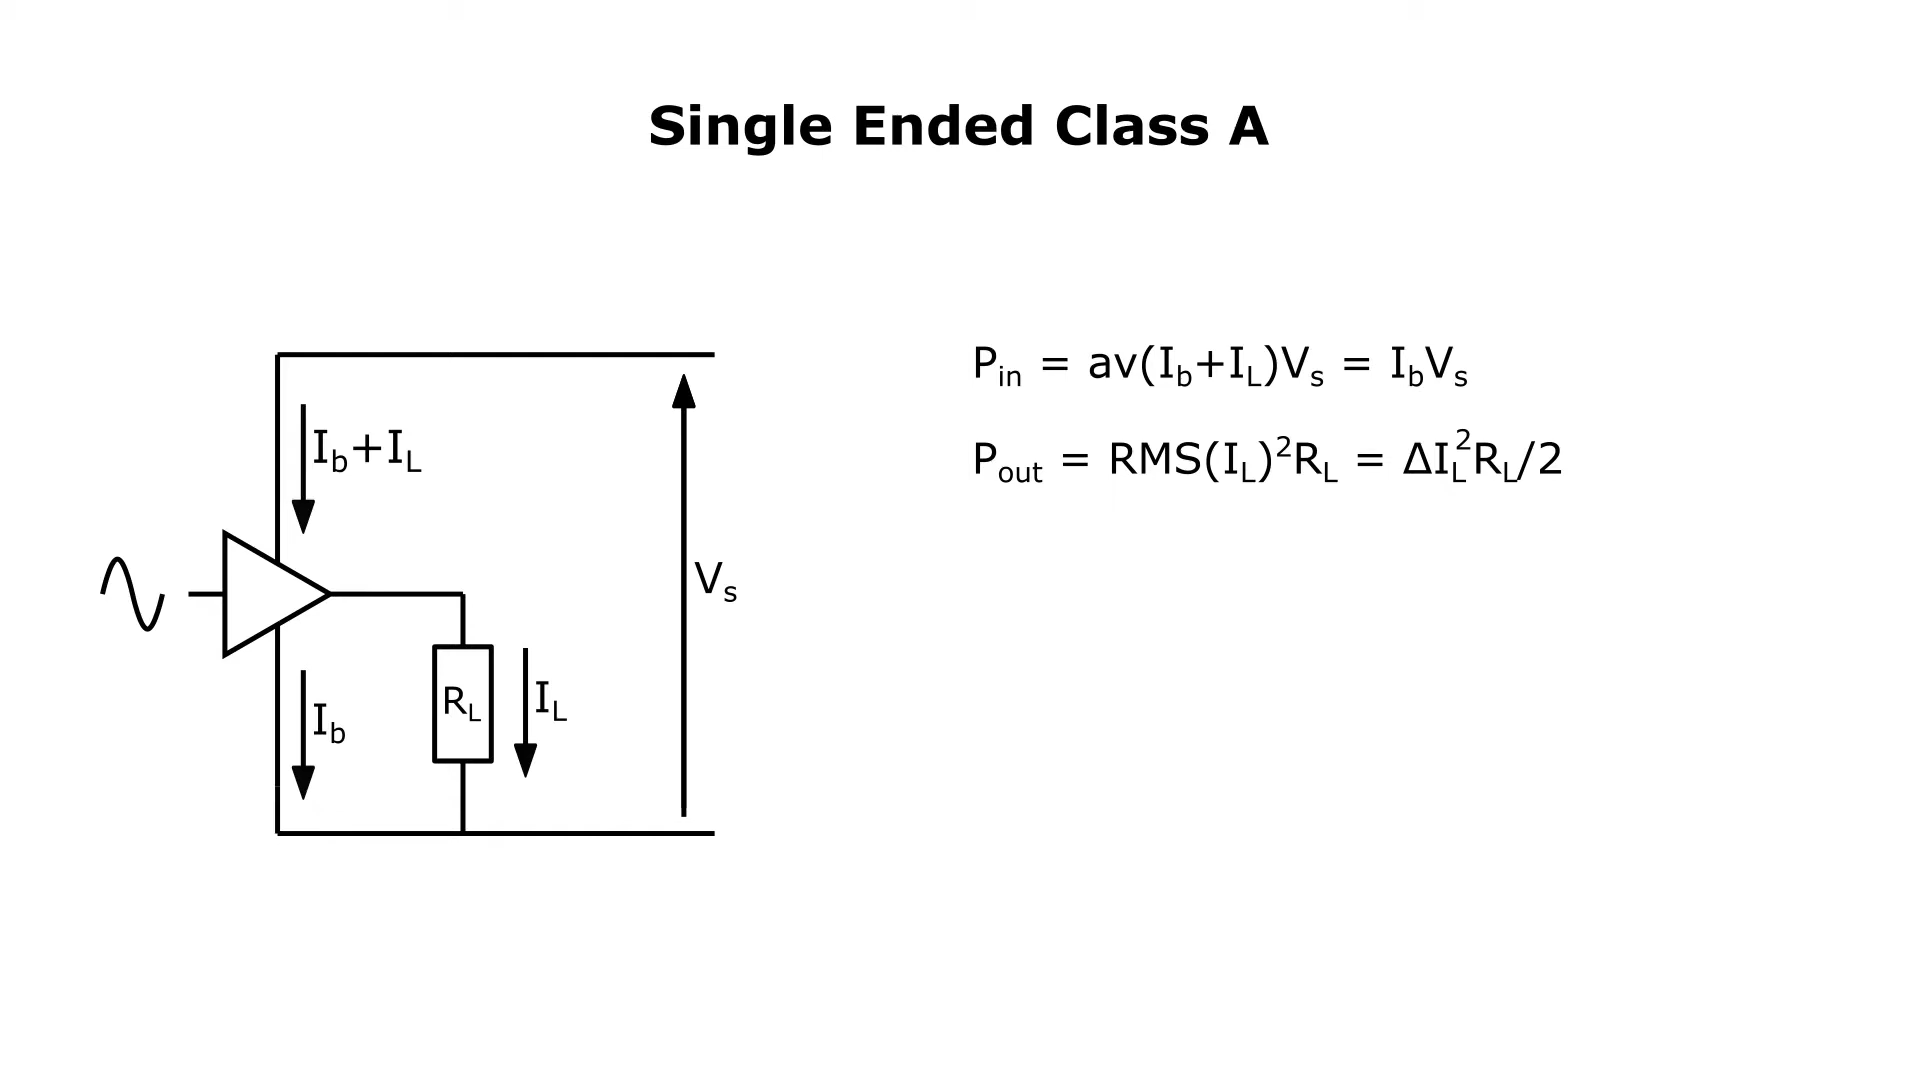 Single Ended Class A
Pin = av(Ib+IL)Vs = IbVs
Pout = RMS(IL)²RL = ΔIL²RL/2
Ib+IL
Vs
RL
IL
Ib